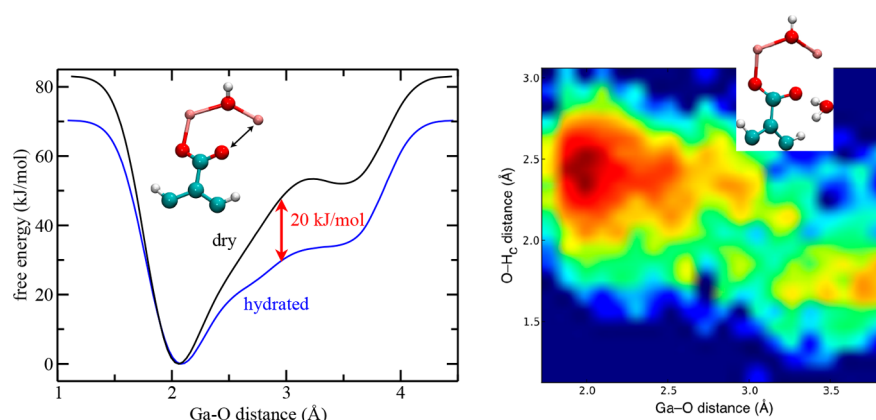 free energy (kJ/mol)
80
60
40
20
0
dry
20 kJ/mol
hydrated
1
2
3
4
Ga-O distance (Å)
O–HC distance (Å)
3.0
2.5
2.0
1.5
2.0
2.5
3.0
3.5
Ga–O distance (Å)